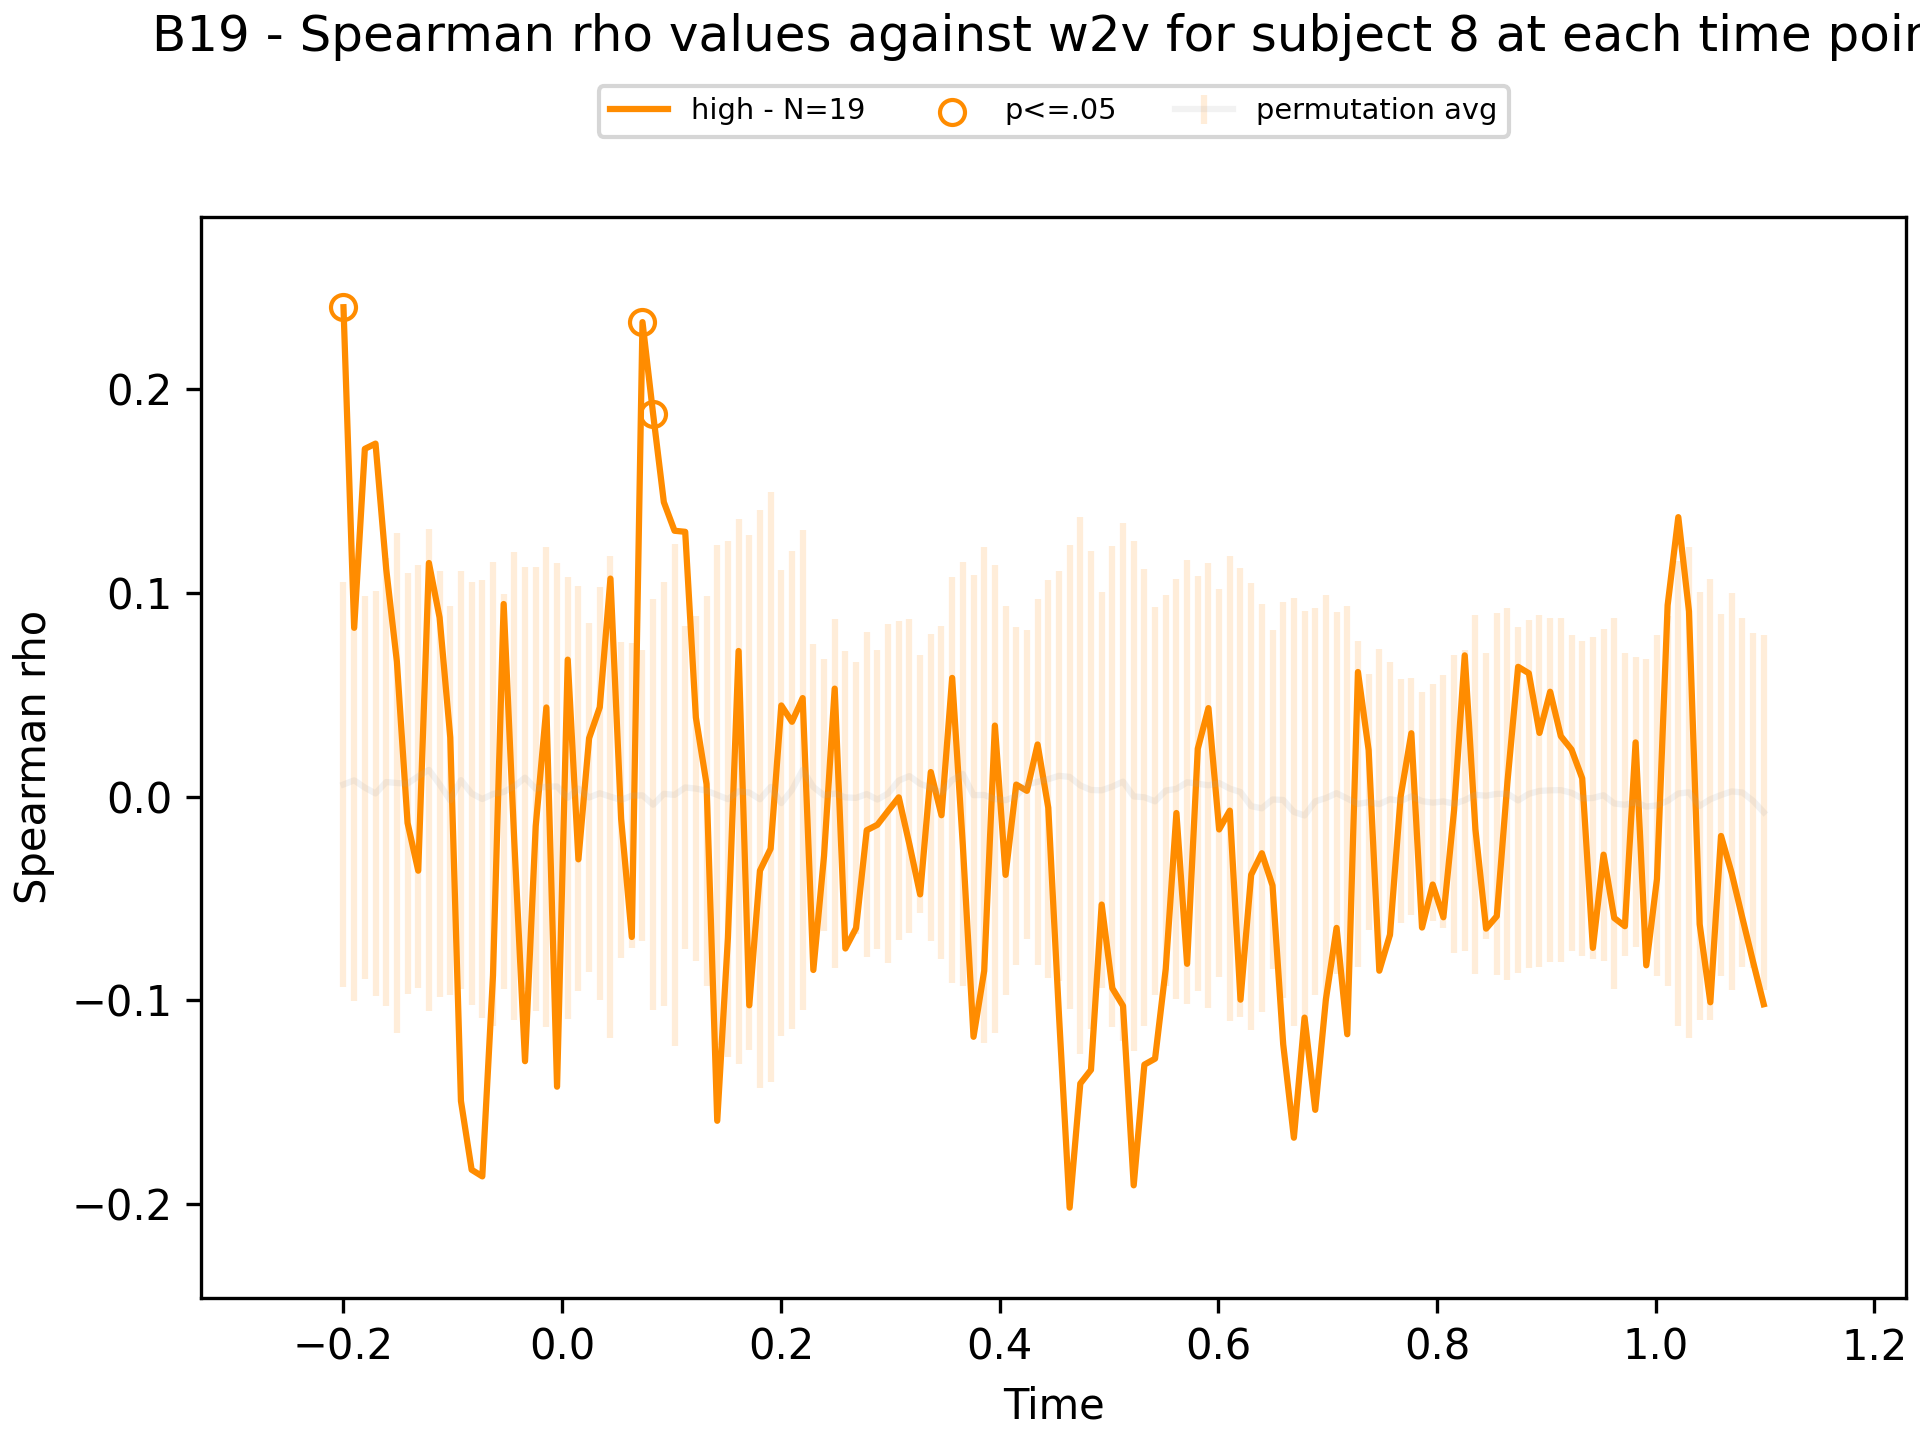 B19 - Spearman rho values against w2v for subject 8 at each time poin
high - N=19 p<=.05 permutation avg
0.2
0.1
0.0
−0.1
−0.2
Spearman rho
−0.2 0.0 0.2 0.4 0.6 0.8 1.0 1.2
Time